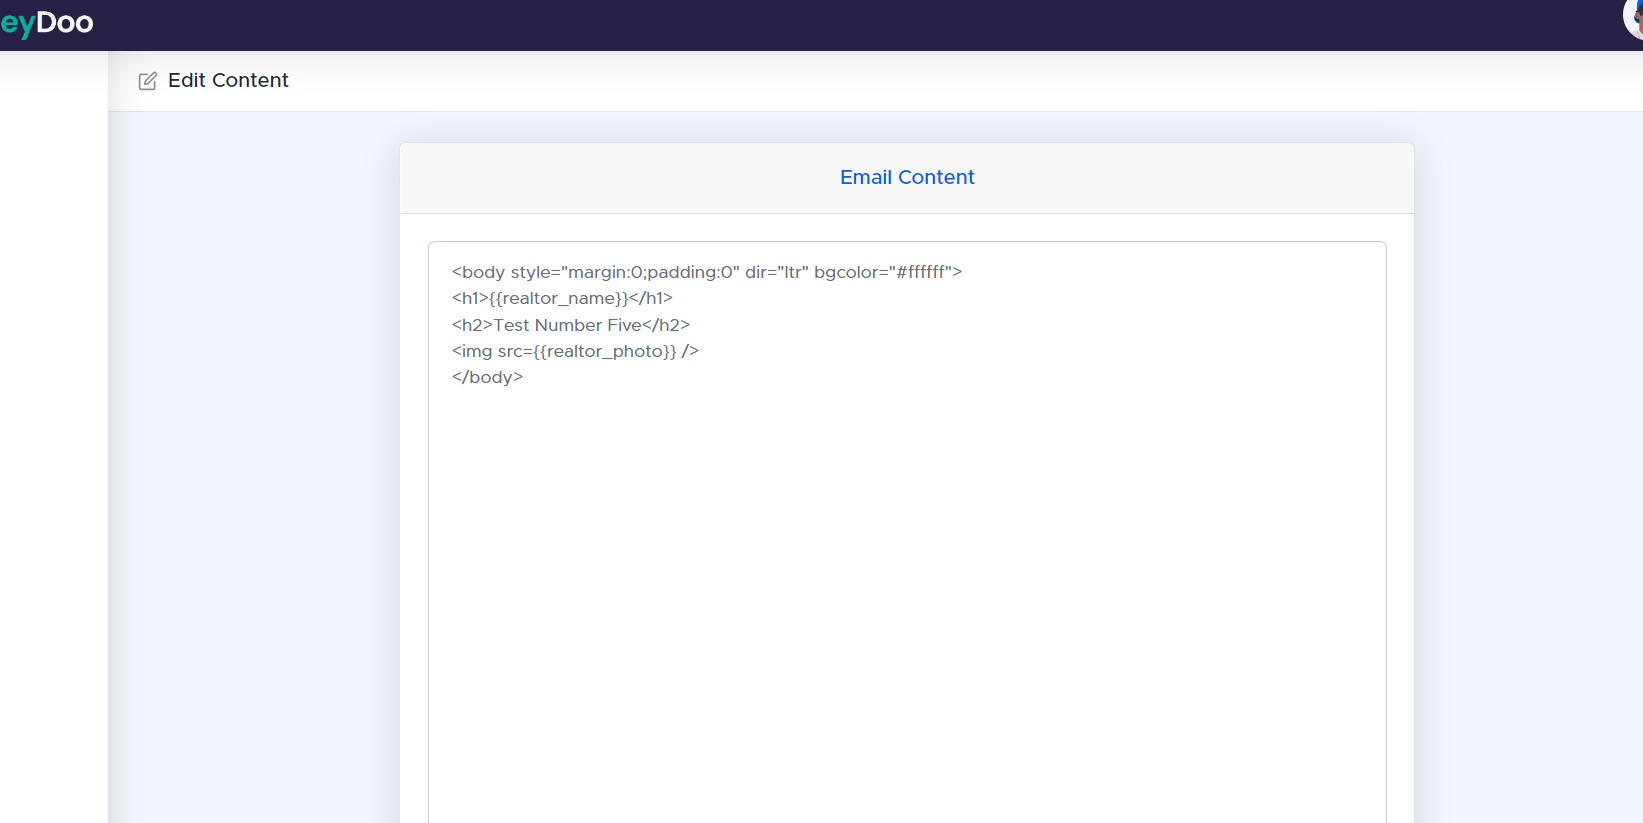 eyDoo
Edit Content
Email Content
<body style="margin:0;padding:0" dir="ltr" bgcolor="#ffffff">
<h1>{{realtor_name}}</h1>
<h2>Test Number Five</h2>
<img src={{realtor_photo}} />
</body>